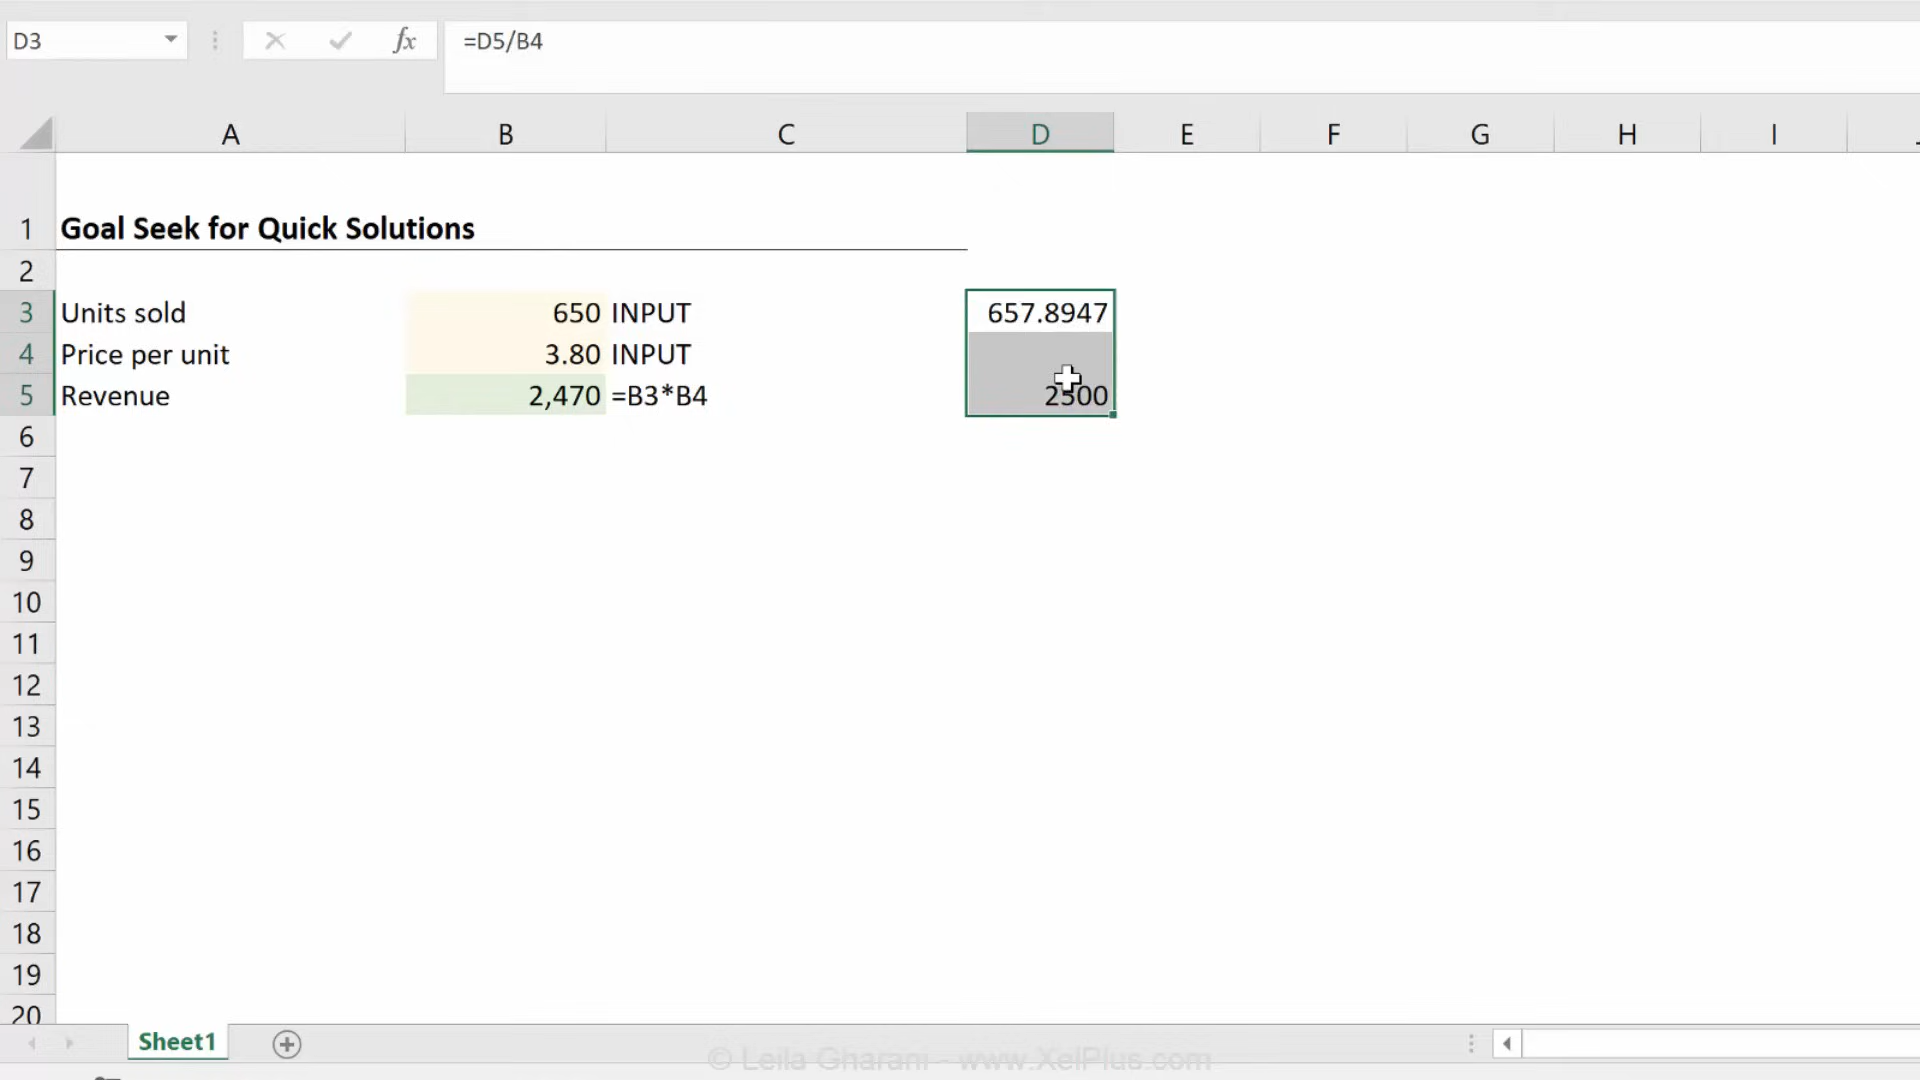 D3 fx =D5/B4
A B C D E F G H I
1 Goal Seek for Quick Solutions
2
3 Units sold 650 INPUT 657.8947
4 Price per unit 3.80 INPUT
5 Revenue 2,470 =B3*B4 2500
6
7
8
9
10
11
12
13
14
15
16
17
18
19
20
Sheet1
© Leila Gharani - www.XelPlus.com